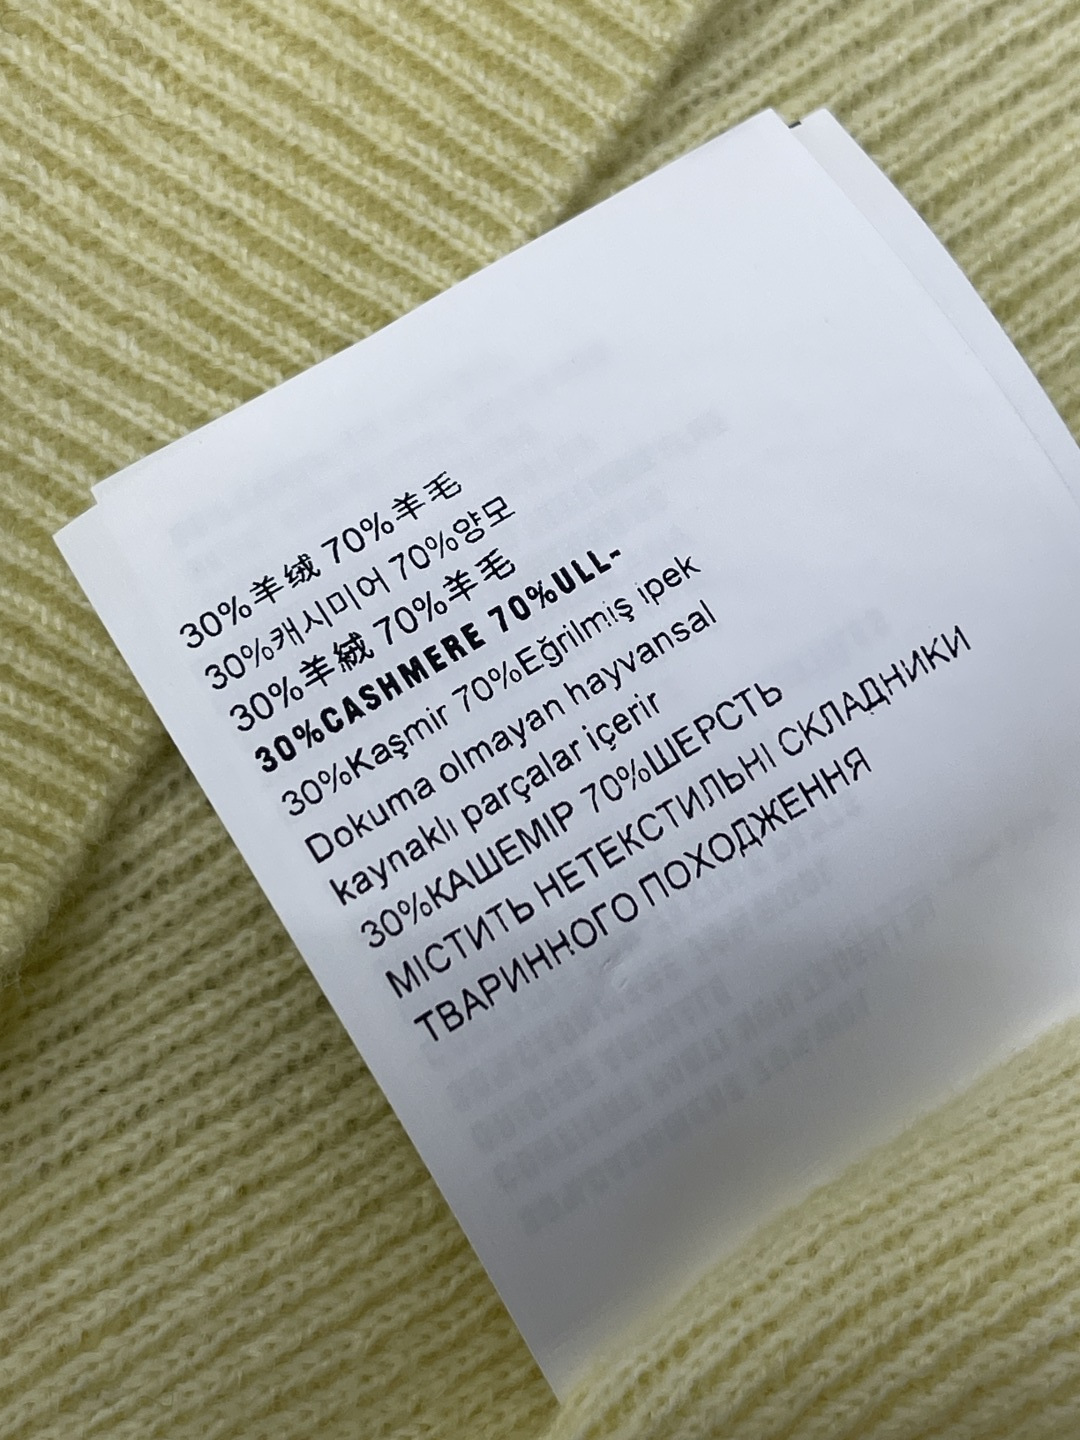 30%羊绒 70%羊毛
30%캐시미어 70%양모
30%羊絨 70%羊毛
30%CASHMERE 70%ULL-
30%Kaşmir 70%Eğrilmiş ipek
Dokuma olmayan hayvansal
kaynaklı parçalar içerir
30%КАШЕМІР 70%ШЕРСТЬ
МІСТИТЬ НЕТЕКСТИЛЬНІ СКЛАДНИКИ
ТВАРИННОГО ПОХОДЖЕННЯ